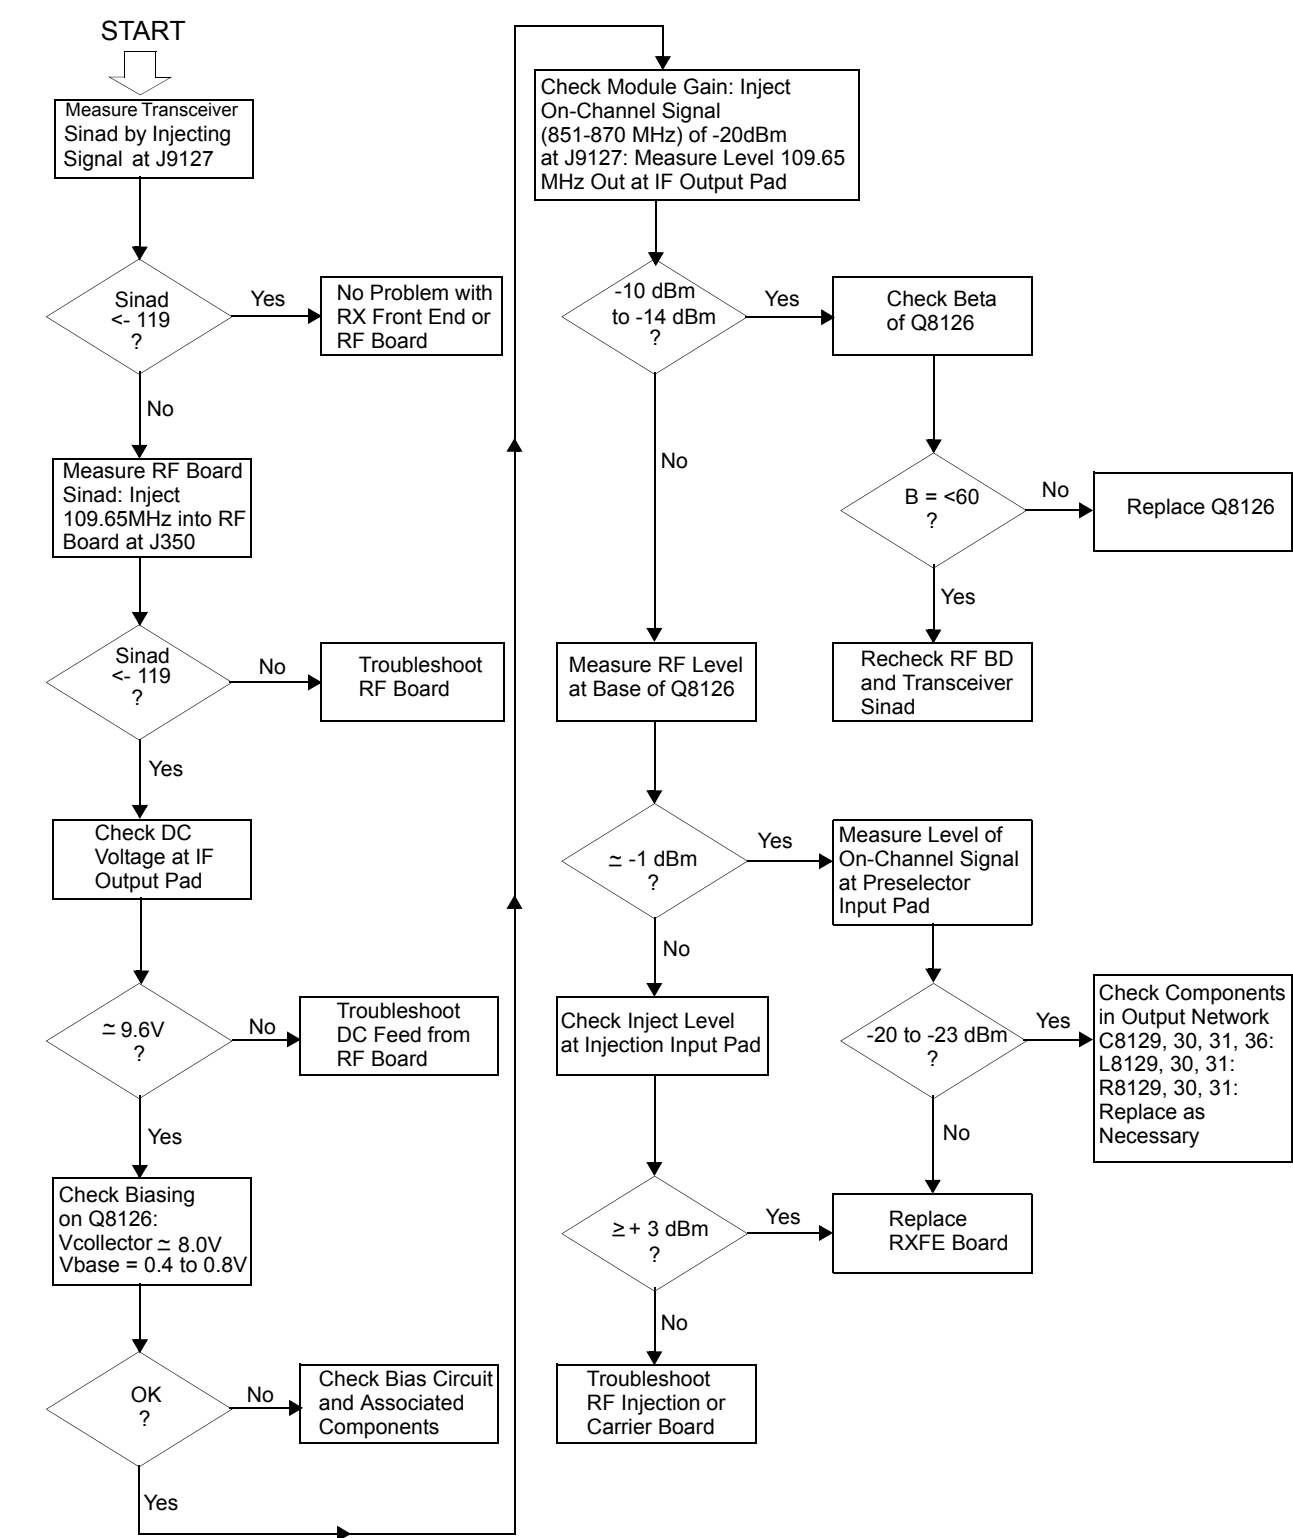 START
Measure Transceiver
Sinad by Injecting
Signal at J9127
Sinad
<- 119
?
Yes
No Problem with
RX Front End or
RF Board
No
Measure RF Board
Sinad: Inject
109.65MHz into RF
Board at J350
Sinad
<- 119
?
No
Troubleshoot
RF Board
Yes
Check DC
Voltage at IF
Output Pad
≃ 9.6V
?
No
Troubleshoot
DC Feed from
RF Board
Yes
Check Biasing
on Q8126:
Vcollector ≃ 8.0V
Vbase = 0.4 to 0.8V
OK
?
No
Check Bias Circuit
and Associated
Components
Yes
Check Module Gain: Inject
On-Channel Signal
(851-870 MHz) of -20dBm
at J9127: Measure Level 109.65
MHz Out at IF Output Pad
-10 dBm
to -14 dBm
?
Yes
Check Beta
of Q8126
No
B = <60
?
No
Replace Q8126
Yes
Recheck RF BD
and Transceiver
Sinad
Measure RF Level
at Base of Q8126
≃ -1 dBm
?
Yes
Measure Level of
On-Channel Signal
at Preselector
Input Pad
No
-20 to -23 dBm
?
Yes
Check Components
in Output Network
C8129, 30, 31, 36:
L8129, 30, 31:
R8129, 30, 31:
Replace as
Necessary
No
Check Inject Level
at Injection Input Pad
≥ + 3 dBm
?
Yes
Replace
RXFE Board
No
Troubleshoot
RF Injection or
Carrier Board